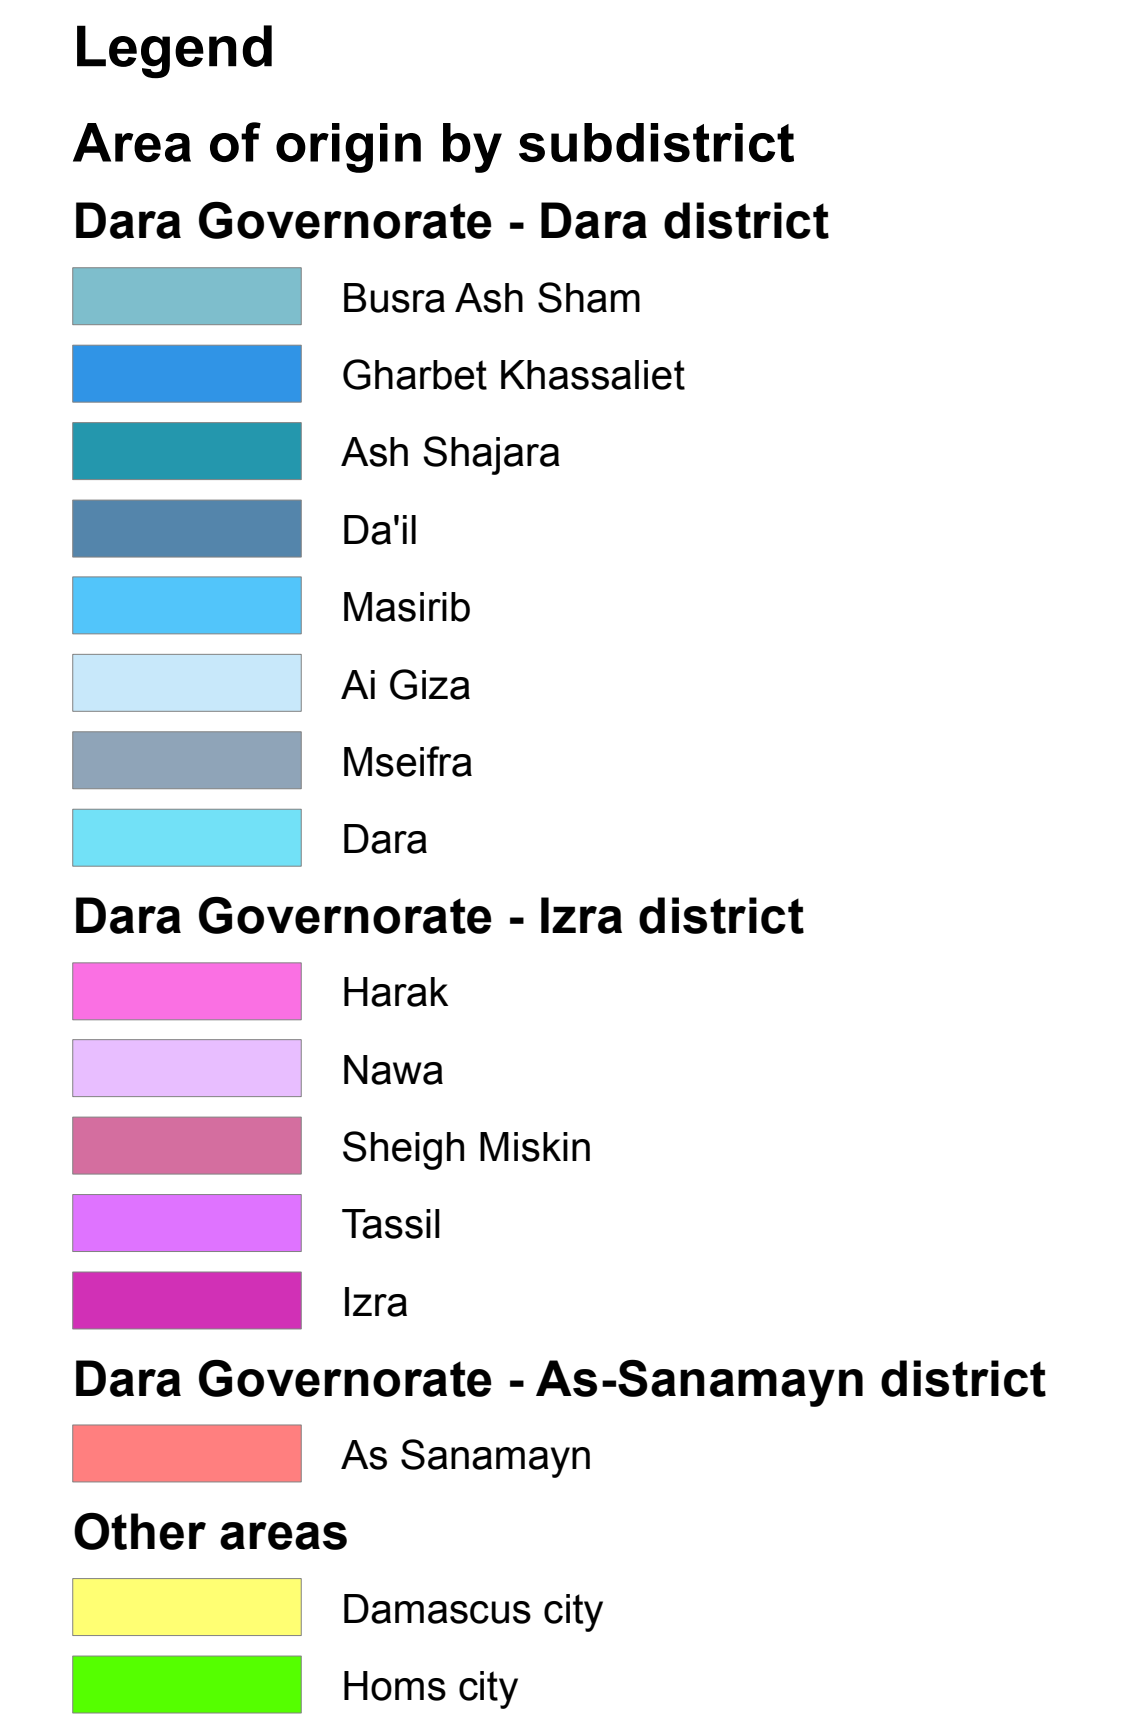 Legend
Area of origin by subdistrict
Dara Governorate - Dara district
Busra Ash Sham
Gharbet Khassaliet
Ash Shajara
Da'il
Masirib
Ai Giza
Mseifra
Dara
Dara Governorate - Izra district
Harak
Nawa
Sheigh Miskin
Tassil
Izra
Dara Governorate - As-Sanamayn district
As Sanamayn
Other areas
Damascus city
Homs city